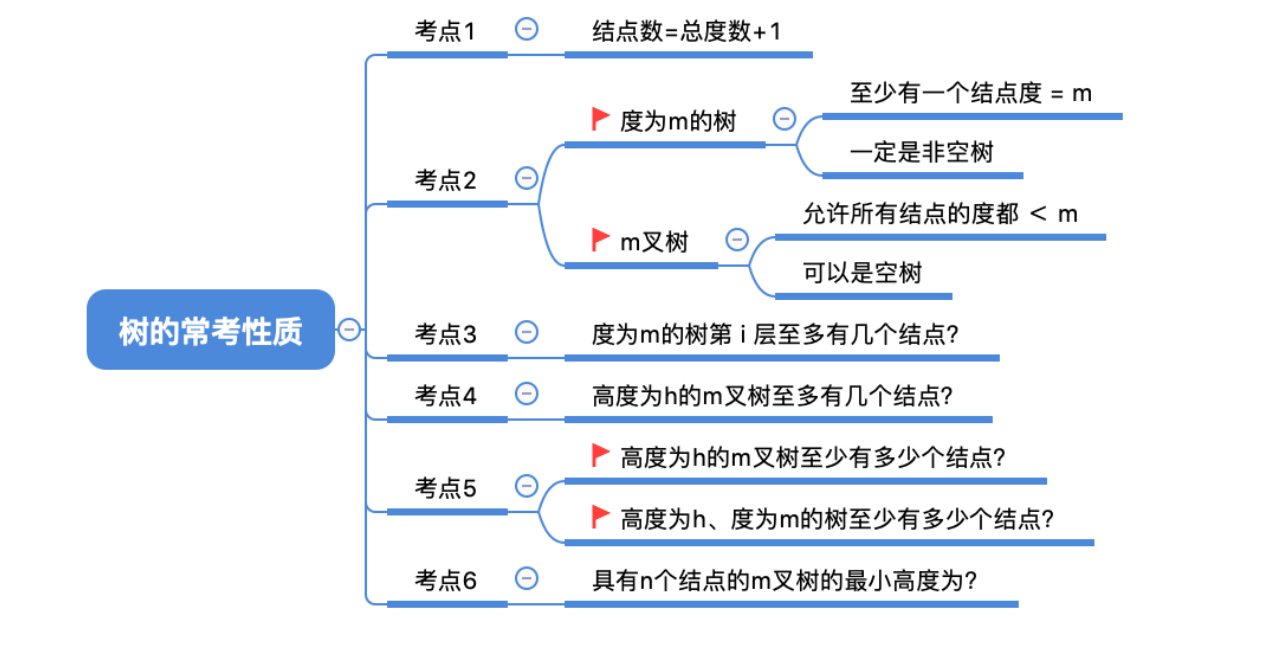 树的常考性质
考点1
结点数=总度数+1
考点2
度为m的树
至少有一个结点度 = m
一定是非空树
m叉树
允许所有结点的度都 < m
可以是空树
考点3
度为m的树第 i 层至多有几个结点?
考点4
高度为h的m叉树至多有几个结点?
考点5
高度为h的m叉树至少有多少个结点?
高度为h、度为m的树至少有多少个结点?
考点6
具有n个结点的m叉树的最小高度为?